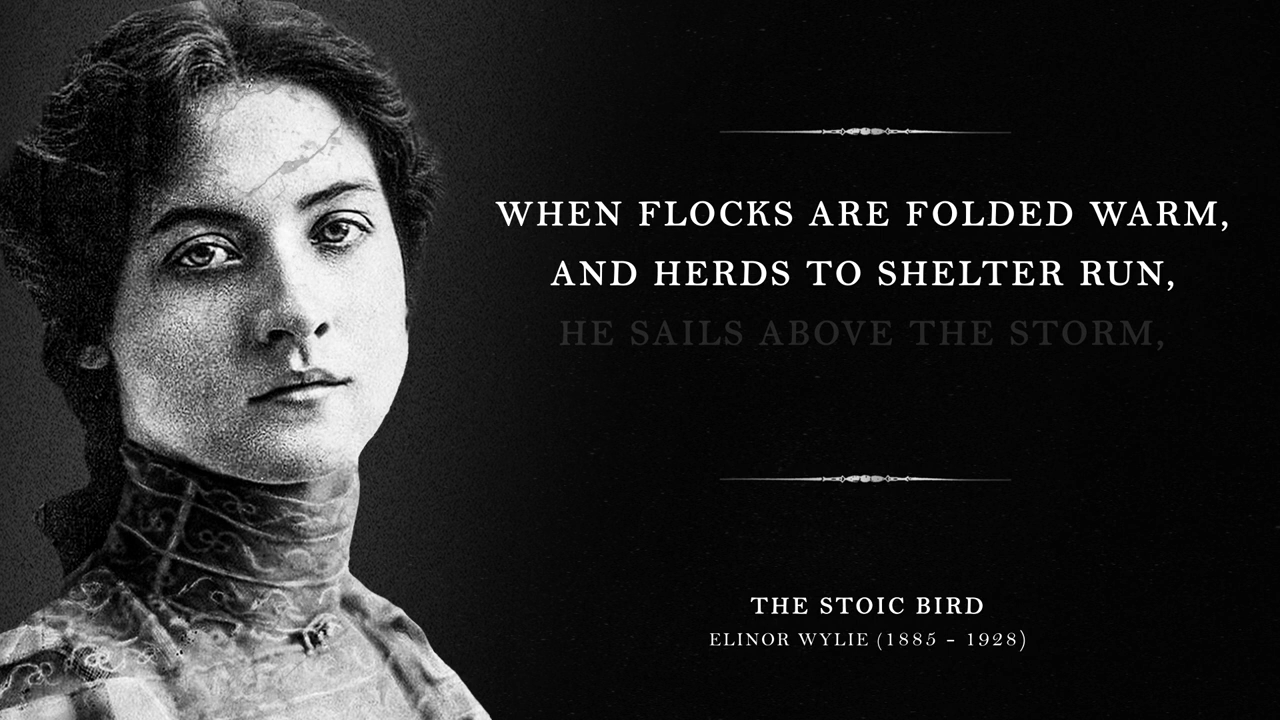 WHEN FLOCKS ARE FOLDED WARM,
AND HERDS TO SHELTER RUN,
HE SAILS ABOVE THE STORM,
THE STOIC BIRD
ELINOR WYLIE (1885 – 1928)